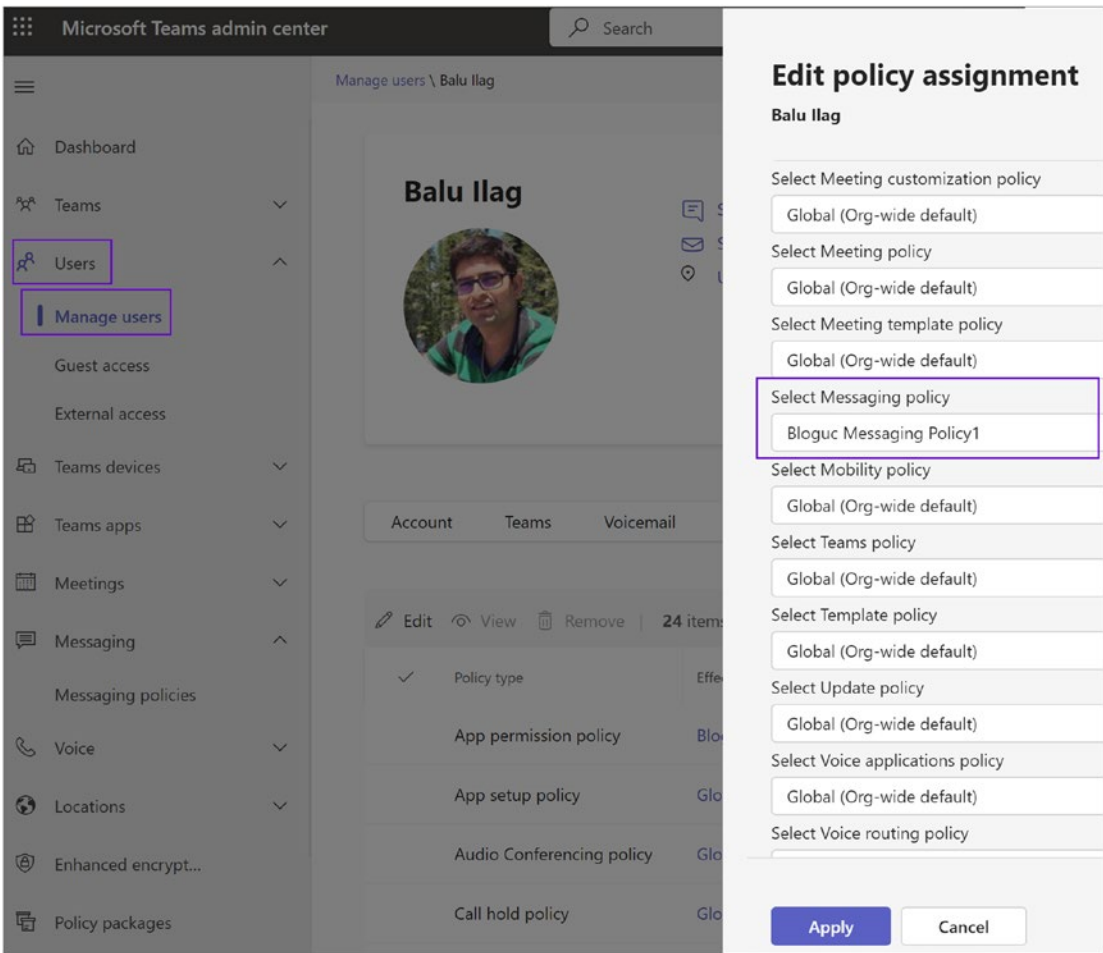 Microsoft Teams admin center
Search
Manage users \ Balu Ilag
Dashboard
Teams
Users
Manage users
Guest access
External access
Teams devices
Teams apps
Meetings
Messaging
Messaging policies
Voice
Locations
Enhanced encrypt...
Policy packages
Balu Ilag
Account Teams Voicemail
Edit View Remove | 24 items
Policy type
App permission policy
App setup policy
Audio Conferencing policy
Call hold policy
Edit policy assignment
Balu Ilag
Select Meeting customization policy
Global (Org-wide default)
Select Meeting policy
Global (Org-wide default)
Select Meeting template policy
Global (Org-wide default)
Select Messaging policy
Bloguc Messaging Policy1
Select Mobility policy
Global (Org-wide default)
Select Teams policy
Global (Org-wide default)
Select Template policy
Global (Org-wide default)
Select Update policy
Global (Org-wide default)
Select Voice applications policy
Global (Org-wide default)
Select Voice routing policy
Apply Cancel